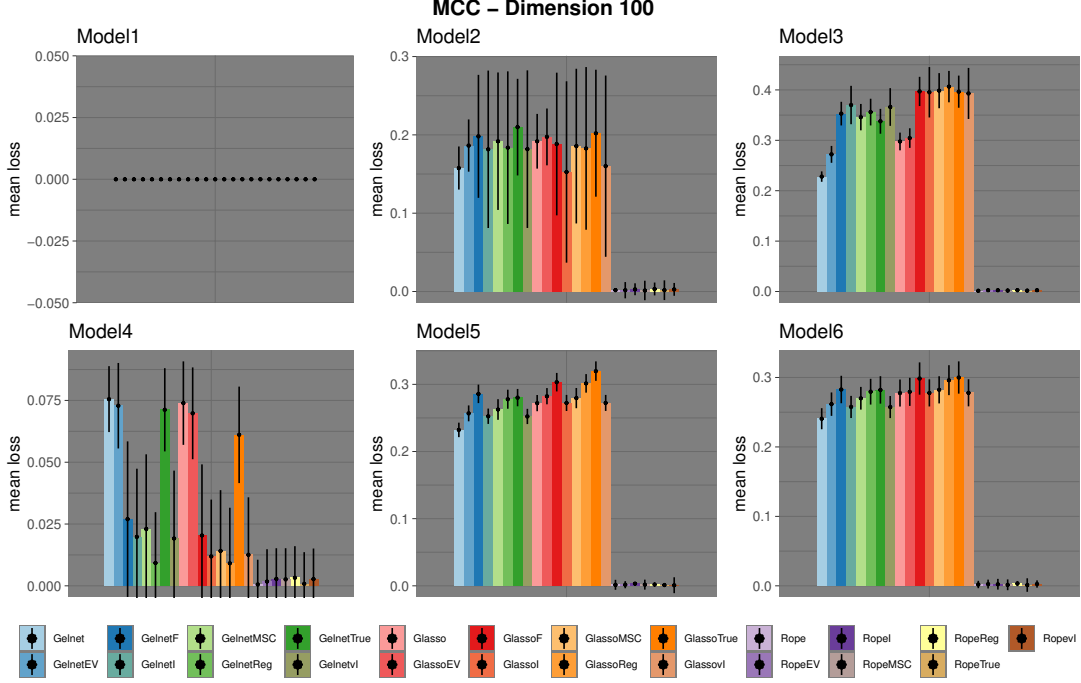 MCC − Dimension 100
Model1
Model2
Model3
0.050
0.025
0.000
−0.025
−0.050
mean loss
0.3
0.2
0.1
0.0
mean loss
0.4
0.3
0.2
0.1
0.0
mean loss
Model4
Model5
Model6
0.075
0.050
0.025
0.000
mean loss
0.3
0.2
0.1
0.0
mean loss
0.3
0.2
0.1
0.0
mean loss
Gelnet GelnetF GelnetMSC GelnetTrue Glasso GlassoF GlassoMSC GlassoTrue Rope RopeI RopeReg RopevI
GelnetEV GelnetI GelnetReg GelnetvI GlassoEV GlassoI GlassoReg GlassovI RopeEV RopeMSC RopeTrue